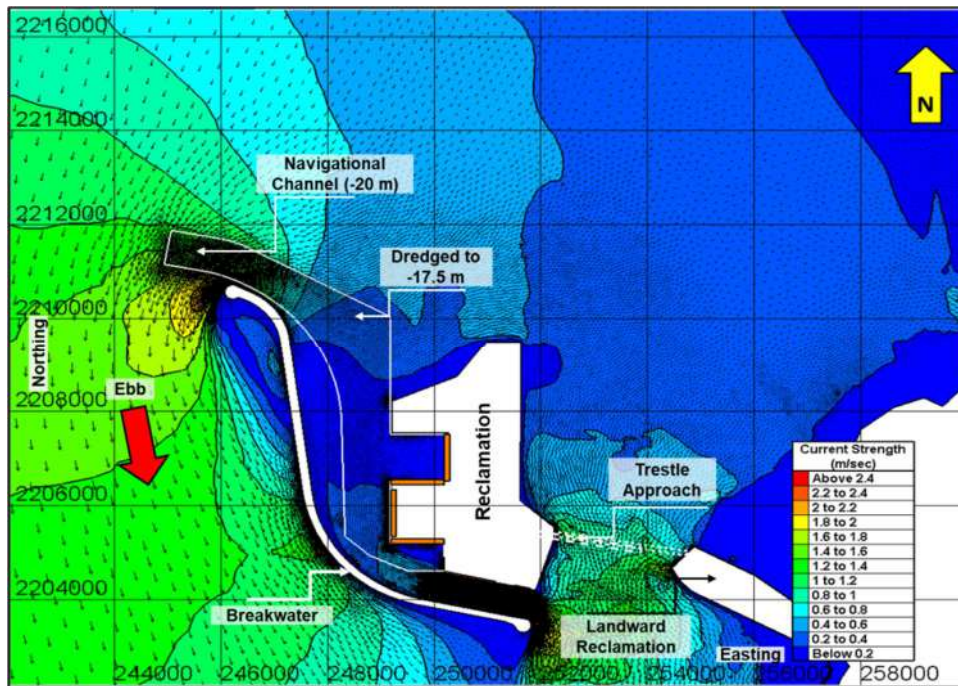 2216000
N
2214000
Navigational
Channel (-20 m)
2212000
Dredged to
-17.5 m
2210000
Northing
Ebb
2208000
Reclamation
Current Strength
(m/sec)
Above 2.4
2.2 to 2.4
2 to 2.2
1.8 to 2
1.6 to 1.8
1.4 to 1.6
1.2 to 1.4
1 to 1.2
0.8 to 1
0.6 to 0.8
0.4 to 0.6
0.2 to 0.4
Below 0.2
Trestle
Approach
2206000
2204000
Breakwater
Landward
Reclamation
Easting
244000 246000 248000 250000 252000 254000 258000